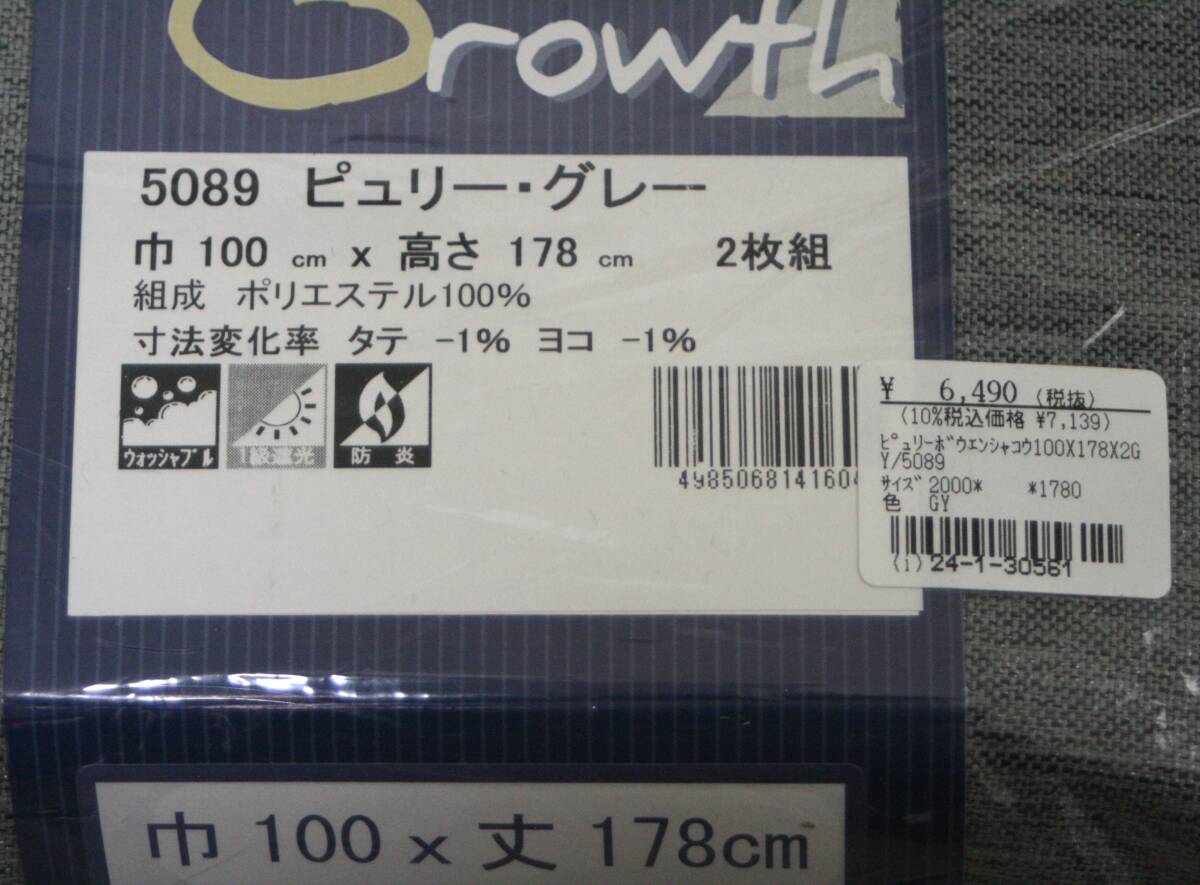 Growth
5089 ピュリー・グレー
巾 100 cm x 高さ 178 cm 2枚組
組成 ポリエステル100%
寸法変化率 タテ -1% ヨコ -1%
ウォッシャブル
1級遮光
防炎
498506814160
¥ 6,490 (税抜)
(10%税込価格 ¥7,139)
ピュリーボウエンシャコウ100X178X2G
Y/5089
サイズ 2000* *1780
色 GY
(1) 24-1-30561
巾 100 x 丈 178cm